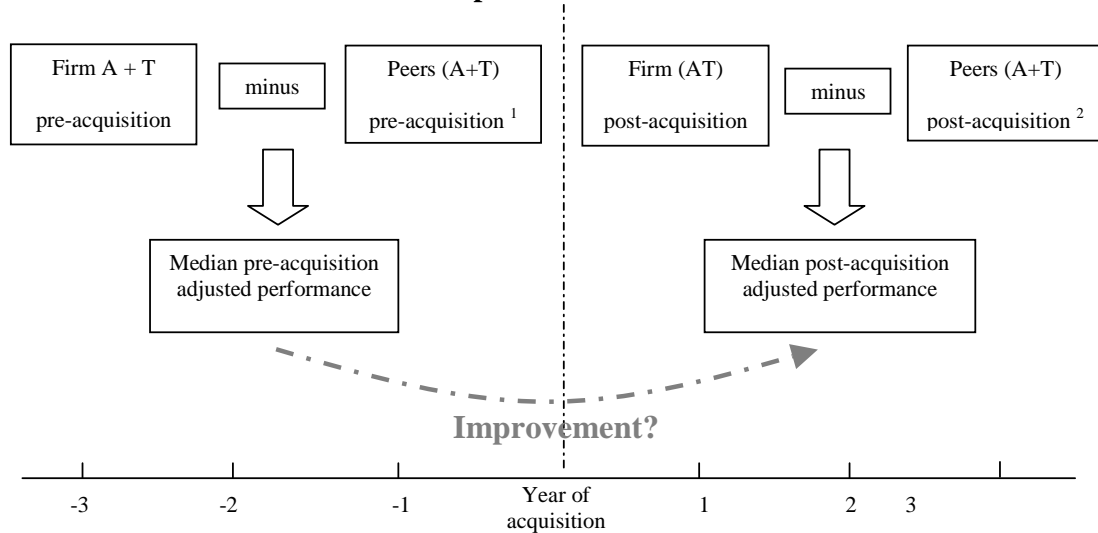 Firm A + T
pre-acquisition
minus
Peers (A+T)
pre-acquisition 1
Firm (AT)
post-acquisition
minus
Peers (A+T)
post-acquisition 2
Median pre-acquisition
adjusted performance
Median post-acquisition
adjusted performance
Improvement?
-3
-2
-1
Year of
acquisition
1
2
3